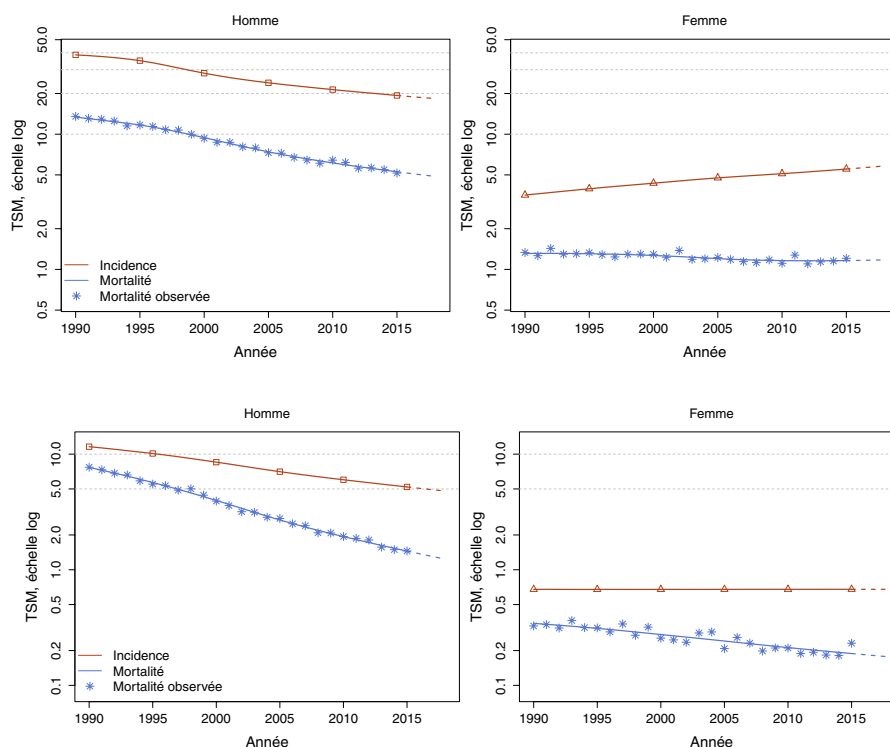 Homme
TSM, échelle log
50.0
20.0
10.0
5.0
2.0
1.0
0.5
Incidence
Mortalité
Mortalité observée
1990 1995 2000 2005 2010 2015
Année
Femme
TSM, échelle log
50.0
20.0
10.0
5.0
2.0
1.0
0.5
1990 1995 2000 2005 2010 2015
Année
Homme
TSM, échelle log
10.0
5.0
2.0
1.0
0.5
0.2
0.1
Incidence
Mortalité
Mortalité observée
1990 1995 2000 2005 2010 2015
Année
Femme
TSM, échelle log
10.0
5.0
2.0
1.0
0.5
0.2
0.1
1990 1995 2000 2005 2010 2015
Année